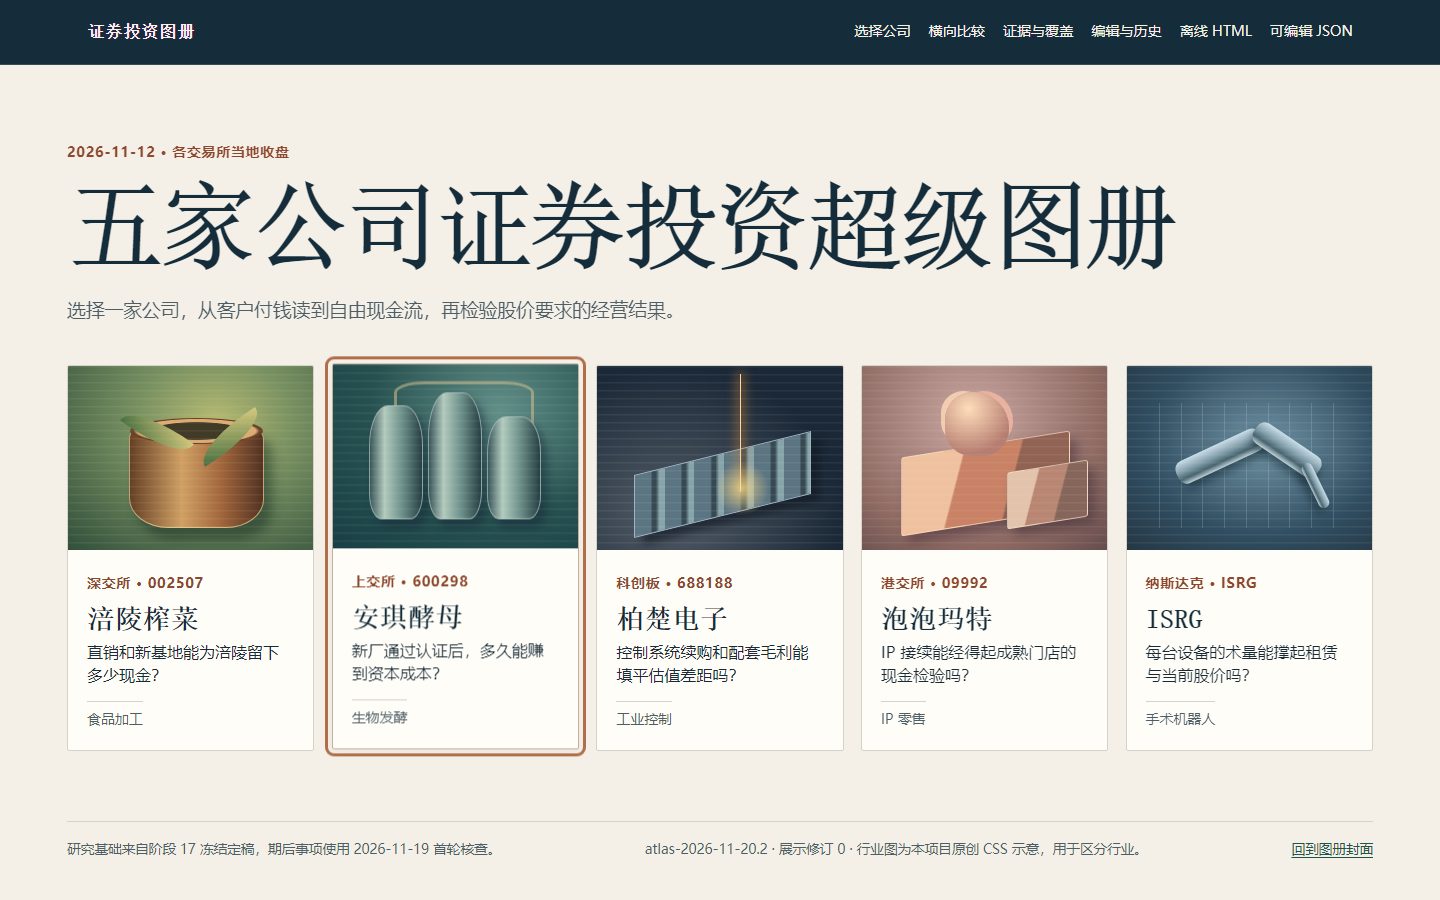 证券投资图册
选择公司 横向比较 证据与覆盖 编辑与历史 离线 HTML 可编辑 JSON
2026-11-12 • 各交易所当地收盘
五家公司证券投资超级图册
选择一家公司，从客户付钱读到自由现金流，再检验股价要求的经营结果。
深交所 • 002507
涪陵榨菜
直销和新基地能为涪陵留下
多少现金？
食品加工
上交所 • 600298
安琪酵母
新厂通过认证后，多久能赚
到资本成本？
生物发酵
科创板 • 688188
柏楚电子
控制系统续购和配套毛利能
填平估值差距吗？
工业控制
港交所 • 09992
泡泡玛特
IP 接续能经得起成熟门店的
现金检验吗？
IP 零售
纳斯达克 • ISRG
ISRG
每台设备的术量能撑起租赁
与当前股价吗？
手术机器人
研究基础来自阶段 17 冻结定稿，期后事项使用 2026-11-19 首轮核查。
atlas-2026-11-20.2 · 展示修订 0 · 行业图为本项目原创 CSS 示意，用于区分行业。
回到图册封面